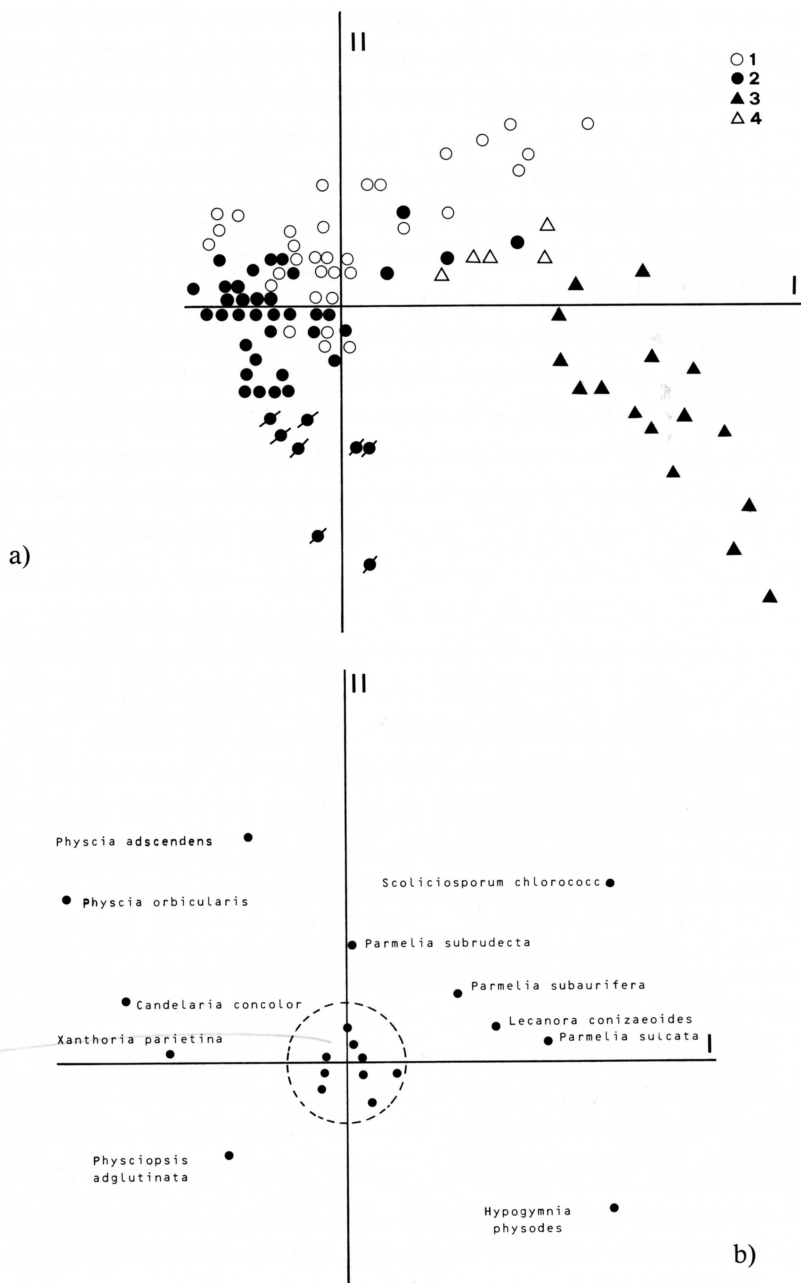 II
1
2
3
4
I
a)
II
Physcia adscendens
Scoliciosporum chlorococc
Physcia orbicularis
Parmelia subrudecta
Parmelia subaurifera
Candelaria concolor
Lecanora conizaeoides
Xanthoria parietina
Parmelia sulcata
I
Physciopsis
adglutinata
Hypogymnia
physodes
b)